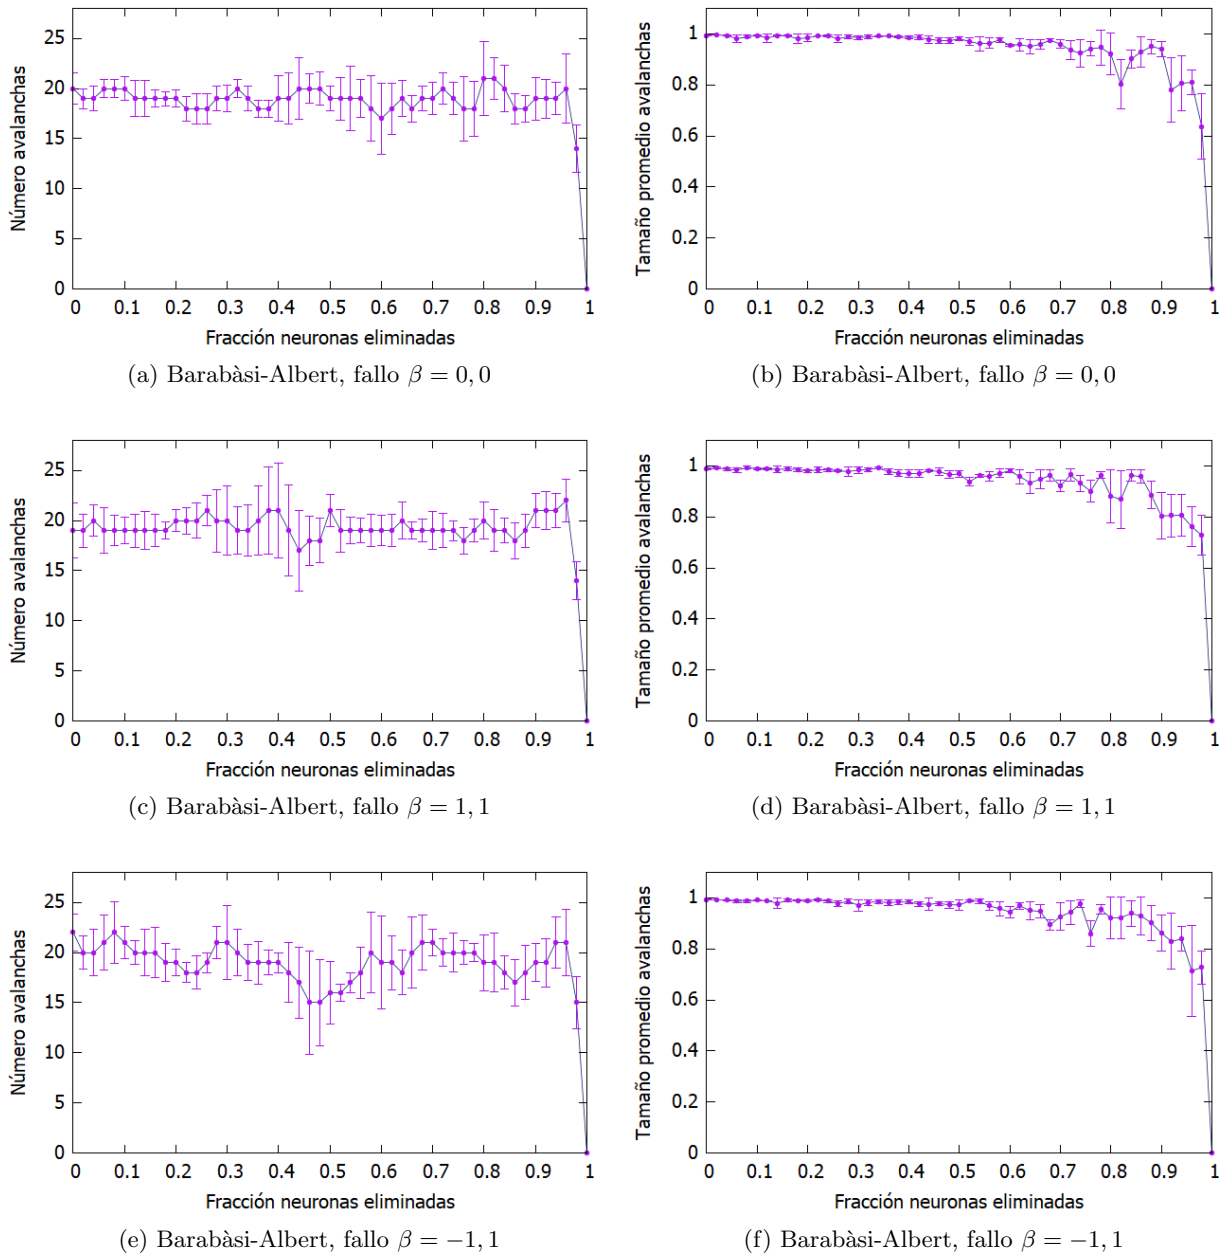 25
20
15
10
5
0
Número avalanchas
0 0.1 0.2 0.3 0.4 0.5 0.6 0.7 0.8 0.9 1
Fracción neuronas eliminadas
(a) Barabàsi-Albert, fallo β = 0,0
1
0.8
0.6
0.4
0.2
0
Tamaño promedio avalanchas
0 0.1 0.2 0.3 0.4 0.5 0.6 0.7 0.8 0.9 1
Fracción neuronas eliminadas
(b) Barabàsi-Albert, fallo β = 0,0
25
20
15
10
5
0
Número avalanchas
0 0.1 0.2 0.3 0.4 0.5 0.6 0.7 0.8 0.9 1
Fracción neuronas eliminadas
(c) Barabàsi-Albert, fallo β = 1,1
1
0.8
0.6
0.4
0.2
0
Tamaño promedio avalanchas
0 0.1 0.2 0.3 0.4 0.5 0.6 0.7 0.8 0.9 1
Fracción neuronas eliminadas
(d) Barabàsi-Albert, fallo β = 1,1
25
20
15
10
5
0
Número avalanchas
0 0.1 0.2 0.3 0.4 0.5 0.6 0.7 0.8 0.9 1
Fracción neuronas eliminadas
(e) Barabàsi-Albert, fallo β = −1,1
1
0.8
0.6
0.4
0.2
0
Tamaño promedio avalanchas
0 0.1 0.2 0.3 0.4 0.5 0.6 0.7 0.8 0.9 1
Fracción neuronas eliminadas
(f) Barabàsi-Albert, fallo β = −1,1